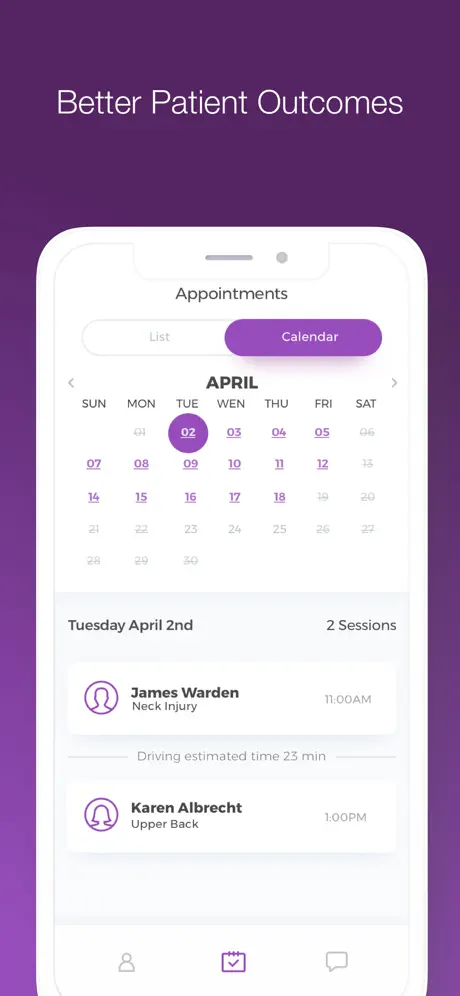 Better Patient Outcomes
Appointments
List Calendar
< APRIL >
SUN MON TUE WEN THU FRI SAT
01 02 03 04 05 06
07 08 09 10 11 12 13
14 15 16 17 18 19 20
21 22 23 24 25 26 27
28 29 30
Tuesday April 2nd 2 Sessions
James Warden
Neck Injury 11:00AM
Driving estimated time 23 min
Karen Albrecht
Upper Back 1:00PM